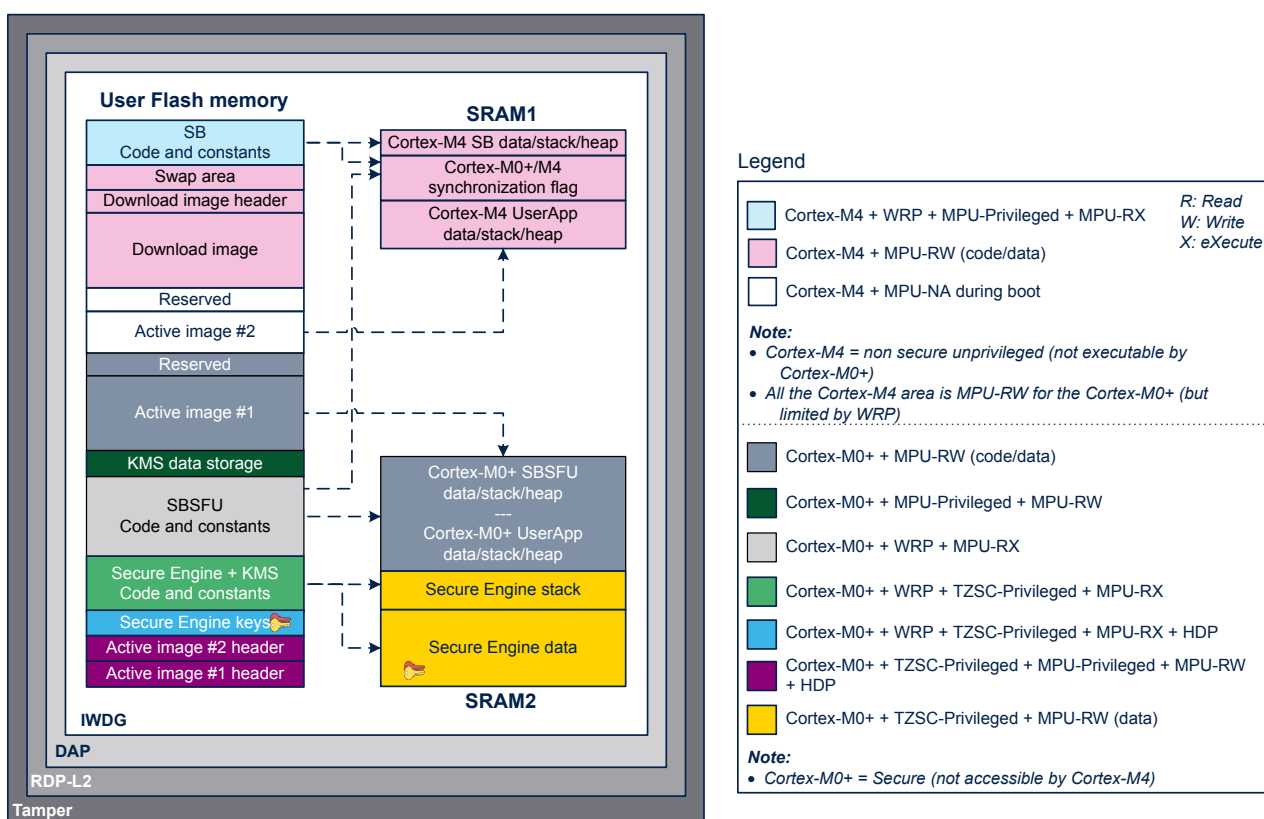 User Flash memory
SB
Code and constants
Swap area
Download image header
Download image
Reserved
Active image #2
Reserved
Active image #1
KMS data storage
SBSFU
Code and constants
Secure Engine + KMS
Code and constants
Secure Engine keys
Active image #2 header
Active image #1 header
SRAM1
Cortex-M4 SB data/stack/heap
Cortex-M0+/M4
synchronization flag
Cortex-M4 UserApp
data/stack/heap
Cortex-M0+ SBSFU
data/stack/heap
---
Cortex-M0+ UserApp
data/stack/heap
Secure Engine stack
Secure Engine data
SRAM2
IWDG
DAP
RDP-L2
Tamper
Legend
Cortex-M4 + WRP + MPU-Privileged + MPU-RX
R: Read
W: Write
X: eXecute
Cortex-M4 + MPU-RW (code/data)
Cortex-M4 + MPU-NA during boot
Note:
• Cortex-M4 = non secure unprivileged (not executable by
Cortex-M0+)
• All the Cortex-M4 area is MPU-RW for the Cortex-M0+ (but
limited by WRP)
Cortex-M0+ + MPU-RW (code/data)
Cortex-M0+ + MPU-Privileged + MPU-RW
Cortex-M0+ + WRP + MPU-RX
Cortex-M0+ + WRP + TZSC-Privileged + MPU-RX
Cortex-M0+ + WRP + TZSC-Privileged + MPU-RX + HDP
Cortex-M0+ + TZSC-Privileged + MPU-Privileged + MPU-RW
+ HDP
Cortex-M0+ + TZSC-Privileged + MPU-RW (data)
Note:
• Cortex-M0+ = Secure (not accessible by Cortex-M4)